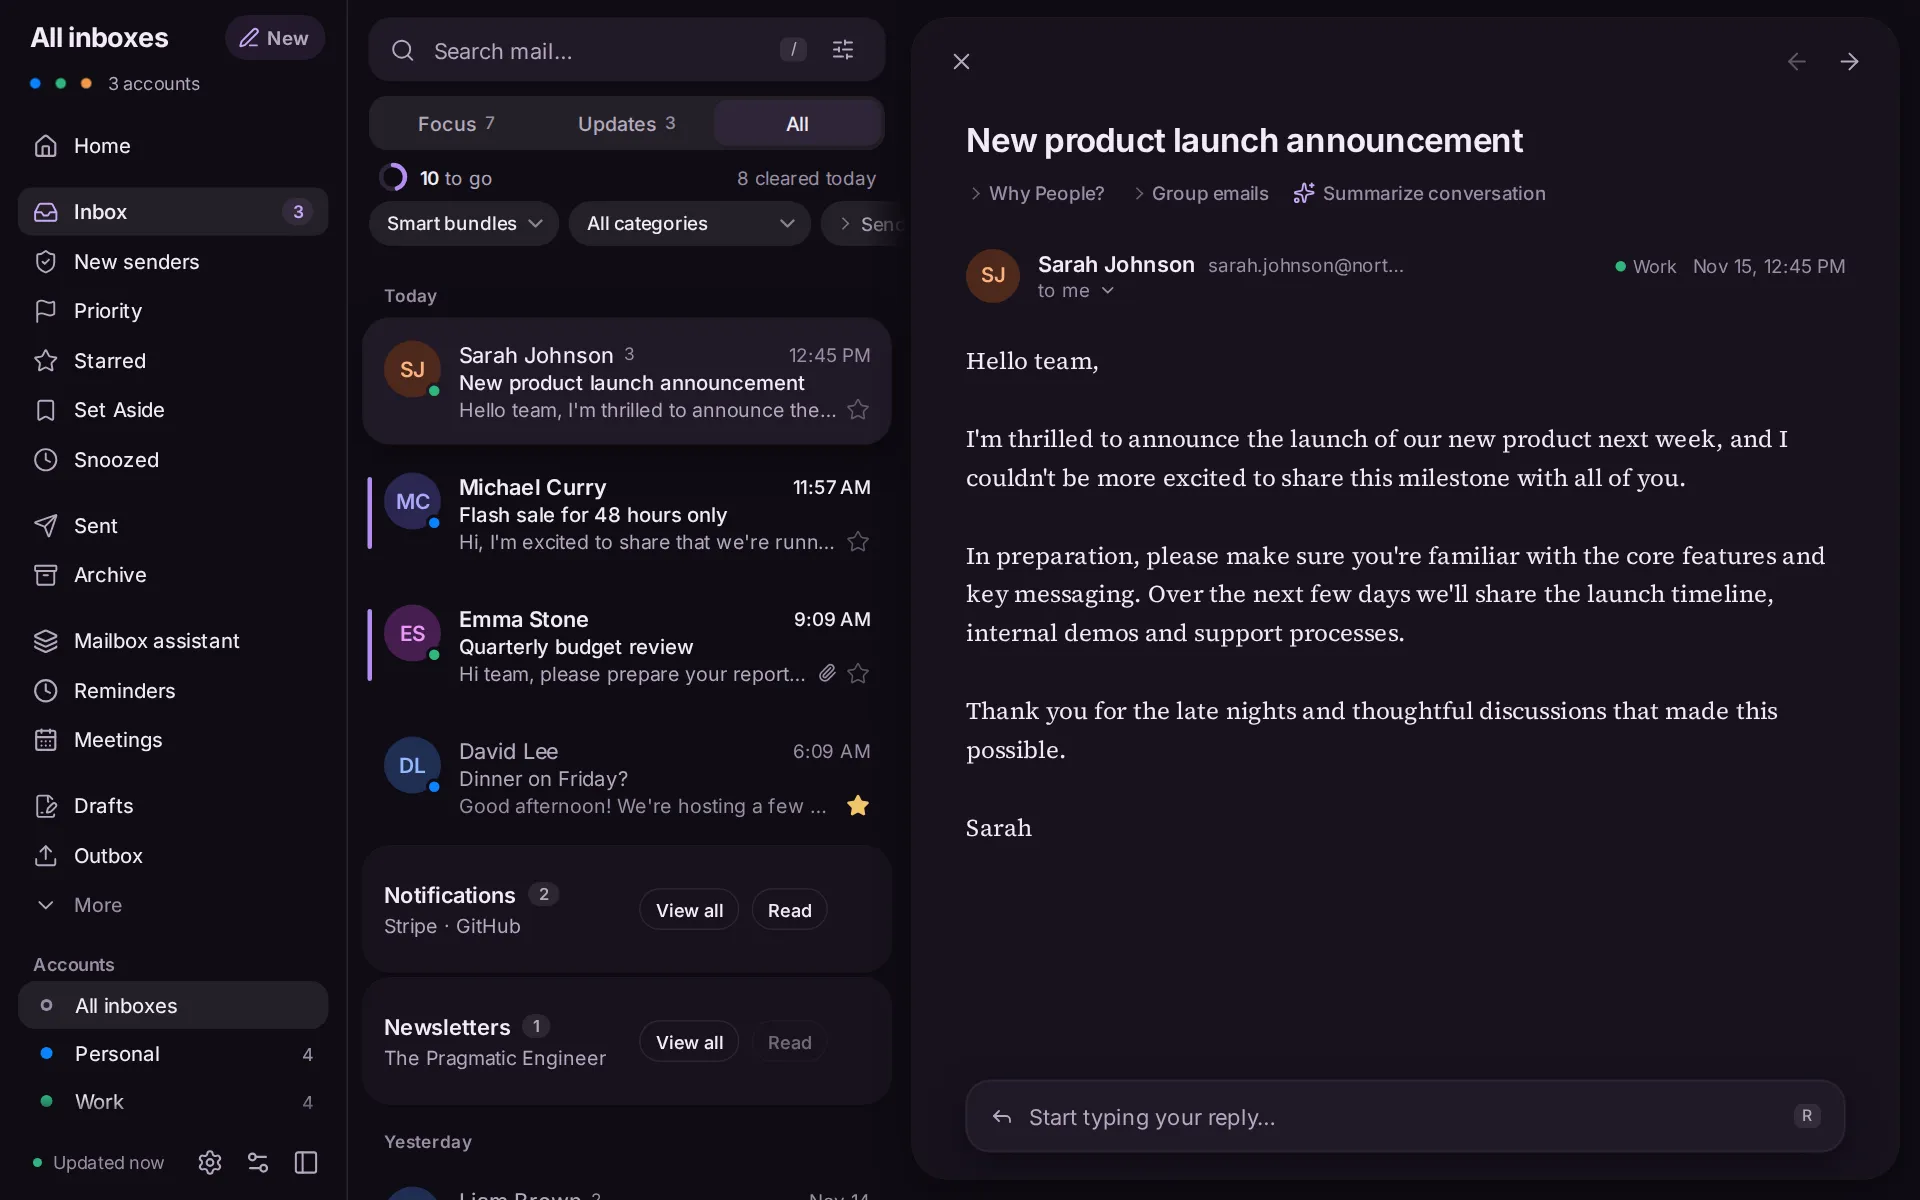 All inboxes
New
3 accounts
Home
Inbox 3
New senders
Priority
Starred
Set Aside
Snoozed
Sent
Archive
Mailbox assistant
Reminders
Meetings
Drafts
Outbox
More
Accounts
All inboxes
Personal 4
Work 4
Updated now
Search mail... /
Focus 7 Updates 3 All
10 to go 8 cleared today
Smart bundles All categories Send
Today
SJ Sarah Johnson 3 12:45 PM
New product launch announcement
Hello team, I'm thrilled to announce the...
MC Michael Curry 11:57 AM
Flash sale for 48 hours only
Hi, I'm excited to share that we're runn...
ES Emma Stone 9:09 AM
Quarterly budget review
Hi team, please prepare your report...
DL David Lee 6:09 AM
Dinner on Friday?
Good afternoon! We're hosting a few ...
Notifications 2 View all Read
Stripe · GitHub
Newsletters 1 View all Read
The Pragmatic Engineer
Yesterday
Liam Brown 2 Nov 14
New product launch announcement
Why People? Group emails Summarize conversation
SJ Sarah Johnson sarah.johnson@nort... Work Nov 15, 12:45 PM
to me
Hello team,
I'm thrilled to announce the launch of our new product next week, and I
couldn't be more excited to share this milestone with all of you.
In preparation, please make sure you're familiar with the core features and
key messaging. Over the next few days we'll share the launch timeline,
internal demos and support processes.
Thank you for the late nights and thoughtful discussions that made this
possible.
Sarah
Start typing your reply... R